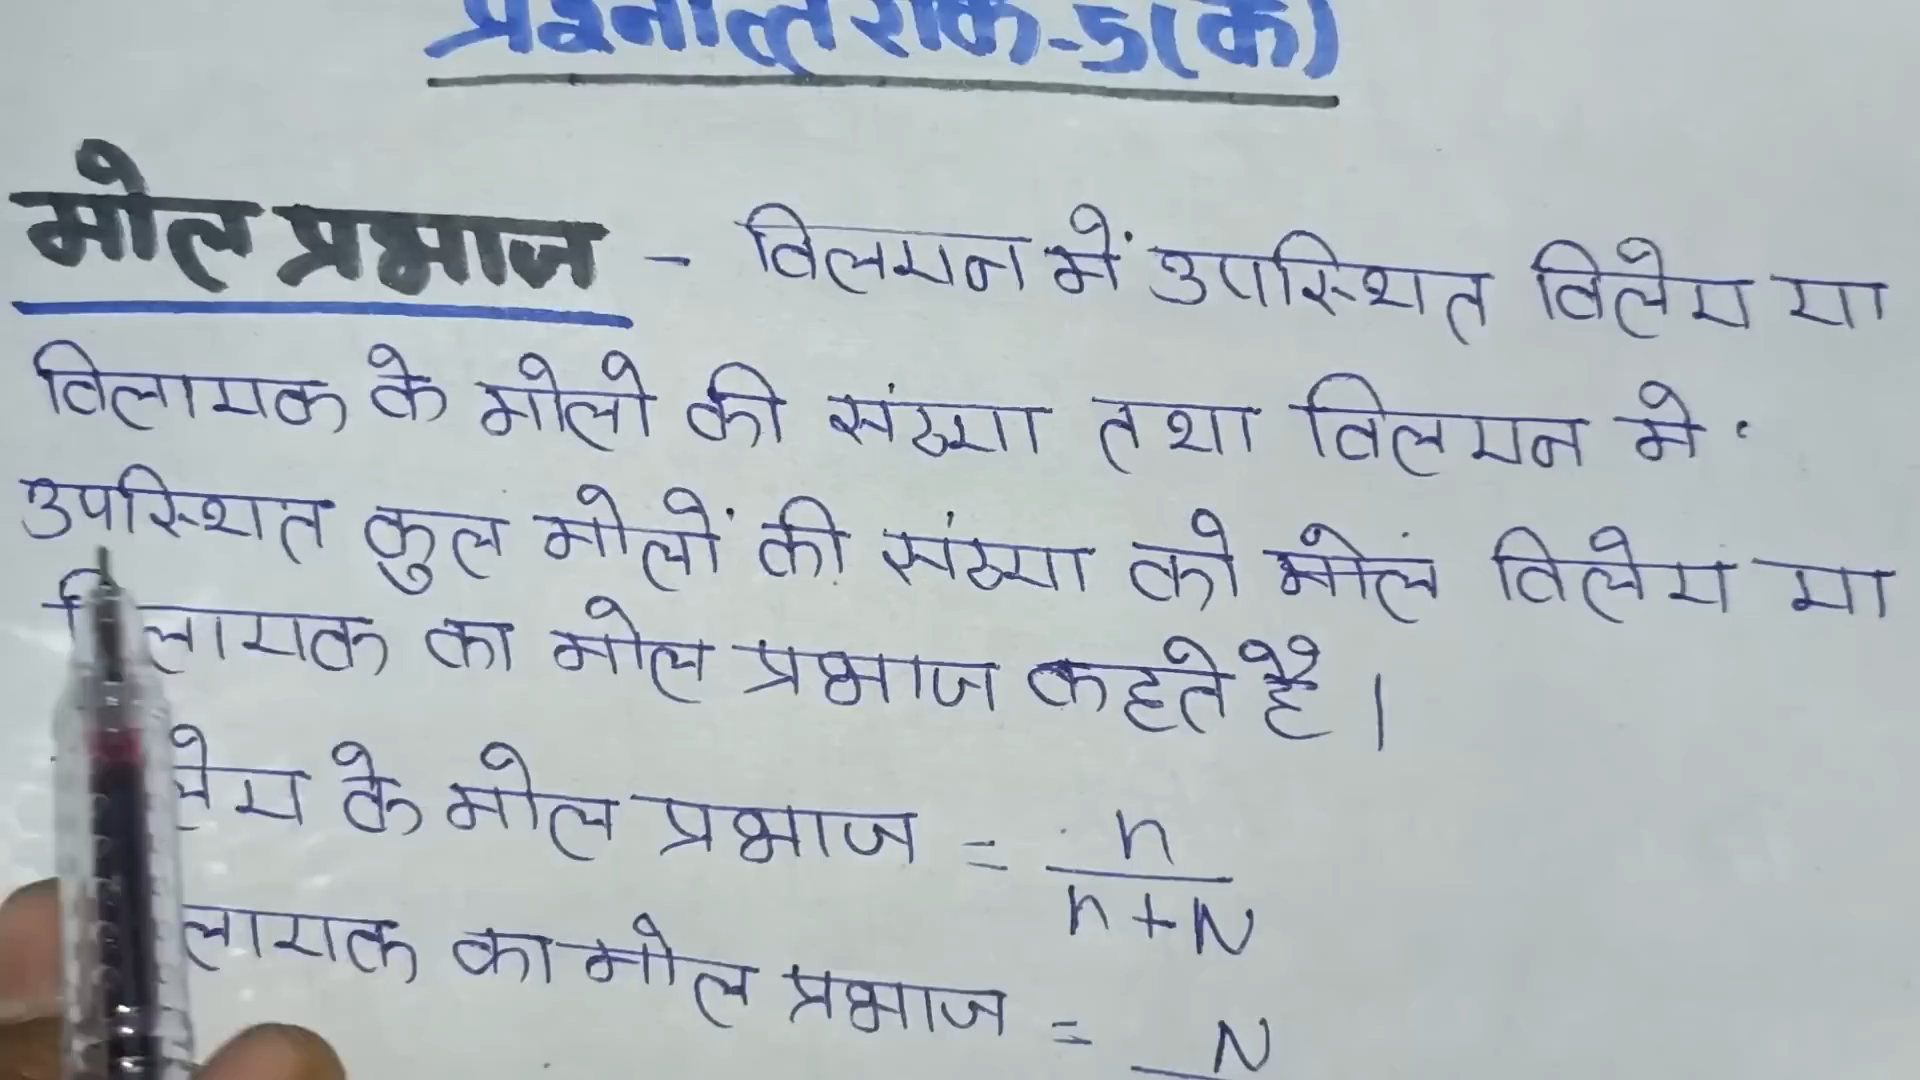 प्रश्नोत्तरांक-5(क)
मोल प्रभाज - विलयन में उपस्थित विलेय या
विलायक के मोलो की संख्या तथा विलयन मे
उपस्थित कुल मोलों की संख्या को मोल विलेय या
विलायक का मोल प्रभाज कहते है।
लेय के मोल प्रभाज = n / n+N
लायक का मोल प्रभाज = N